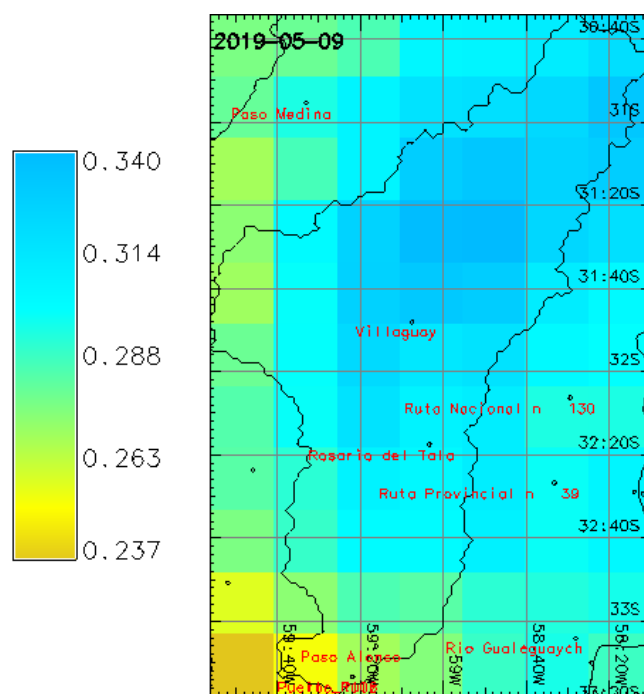 2019-05-09
30:40S
Paso Medina
31S
0.340
31:20S
0.314
31:40S
Villaguay
0.288
32S
Ruta Nacional n 130
0.263
32:20S
Rosario del Tala
Ruta Provincial n 39
0.237
32:40S
33S
59:40W
59W
58:40W
58:20W
Rio Gualeguaych
Paso Alonso
Puerto Ruiz